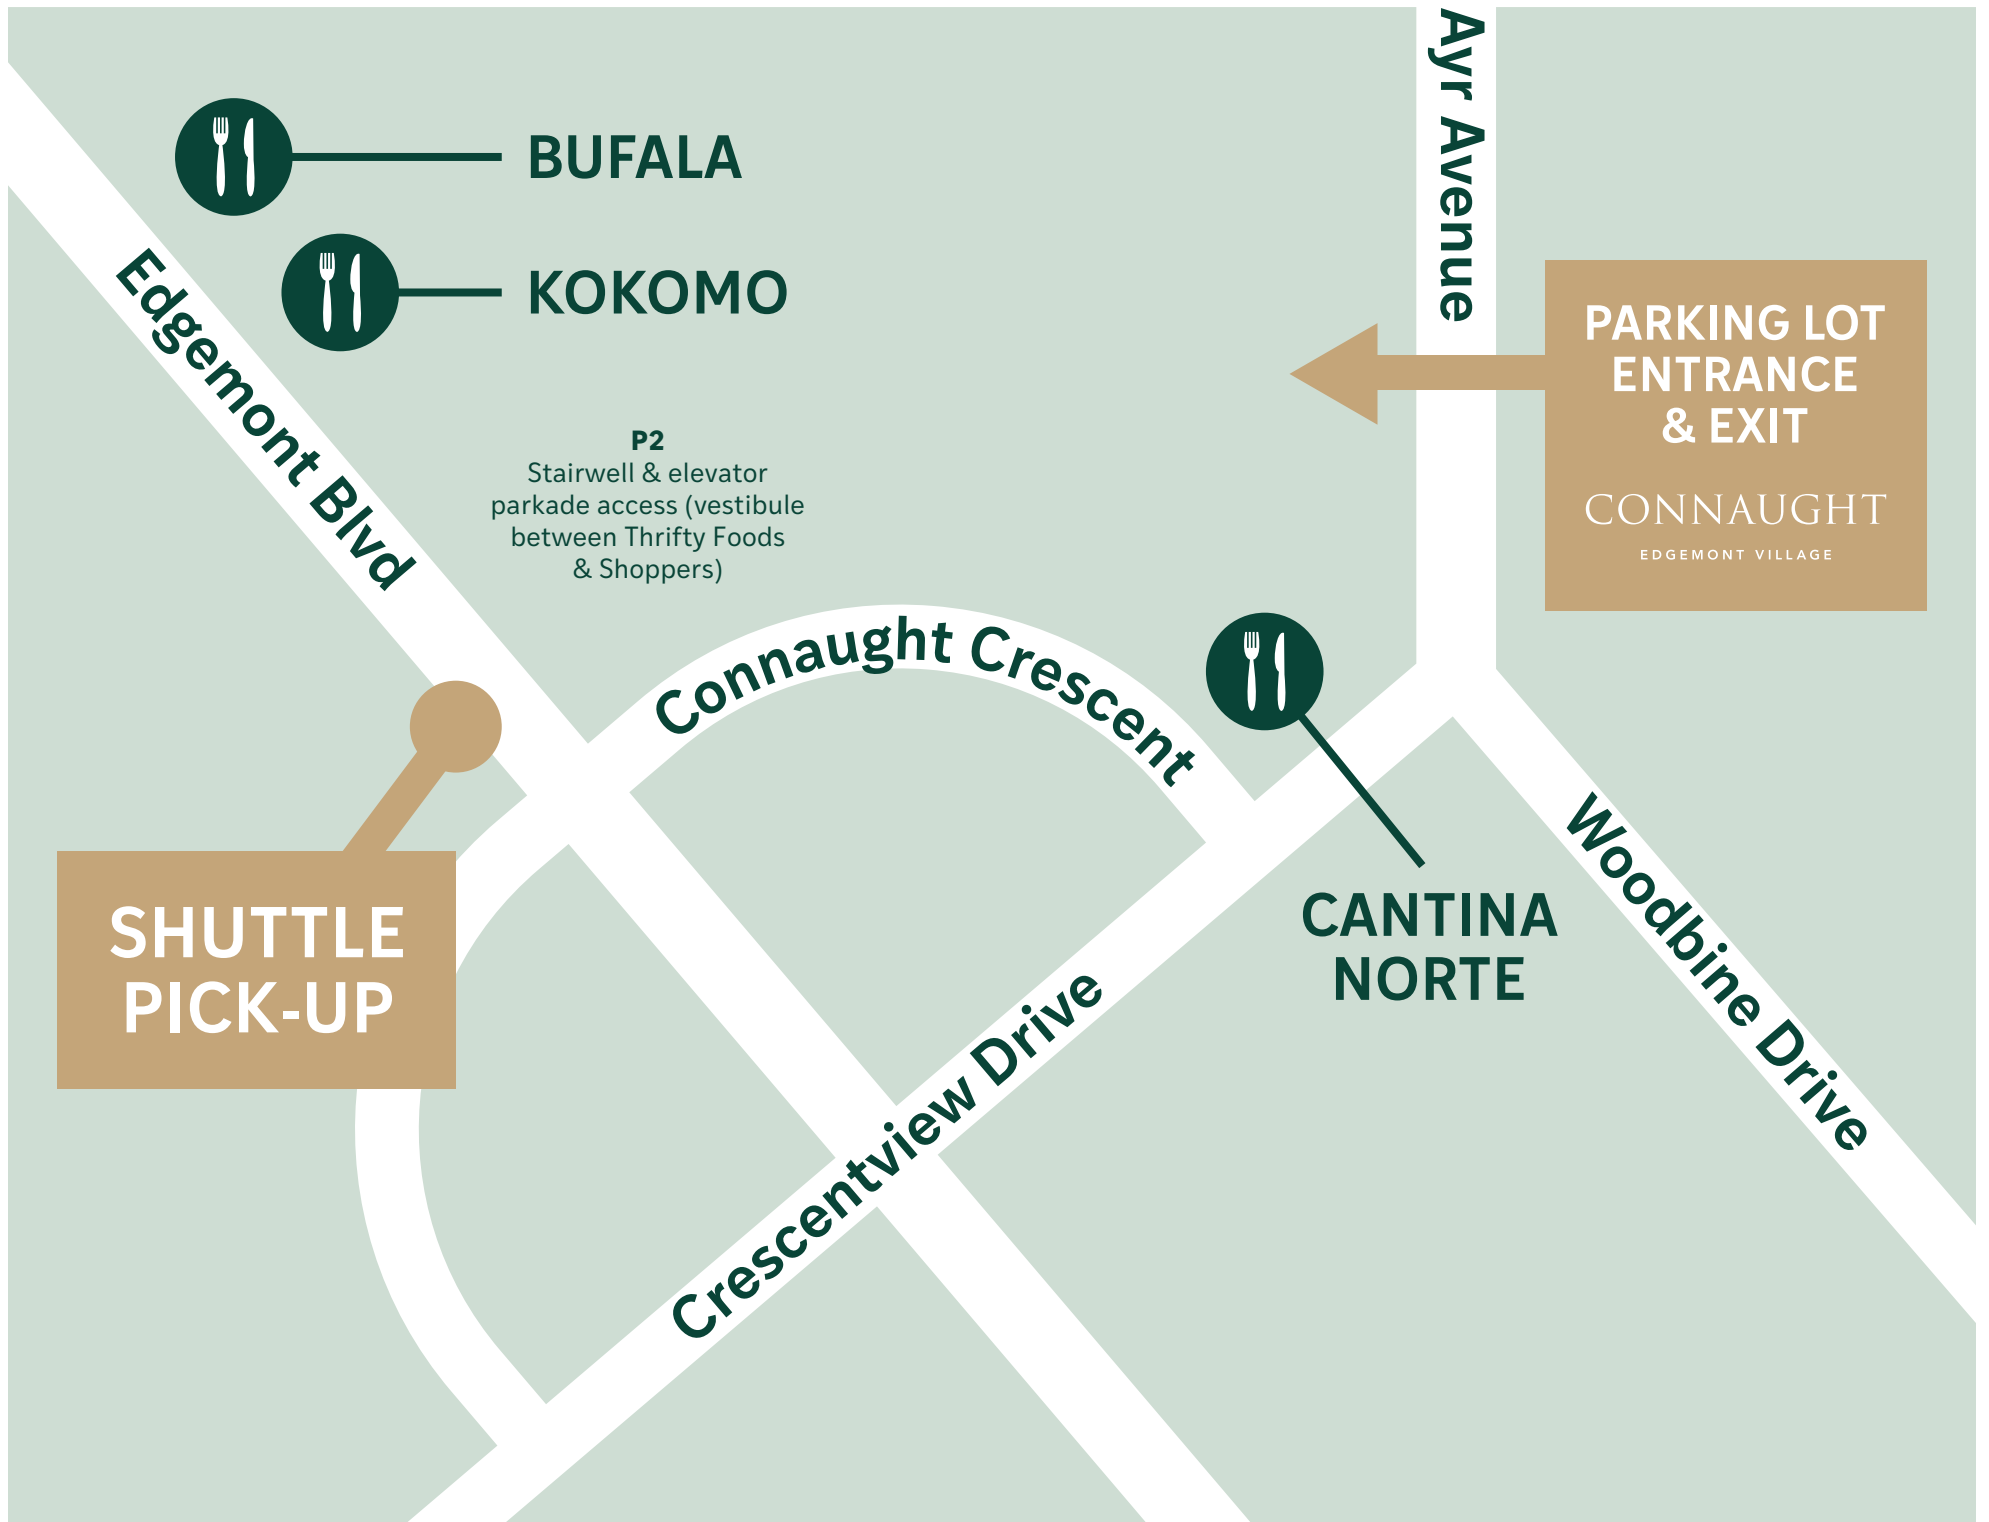 Ayr Avenue
BUFALA
KOKOMO
Edgemont Blvd
PARKING LOT
ENTRANCE
& EXIT
CONNAUGHT
EDGEMONT VILLAGE
P2
Stairwell & elevator
parkade access (vestibule
between Thrifty Foods
& Shoppers)
Connaught Crescent
SHUTTLE
PICK-UP
CANTINA
NORTE
Woodbine Drive
Crescentview Drive